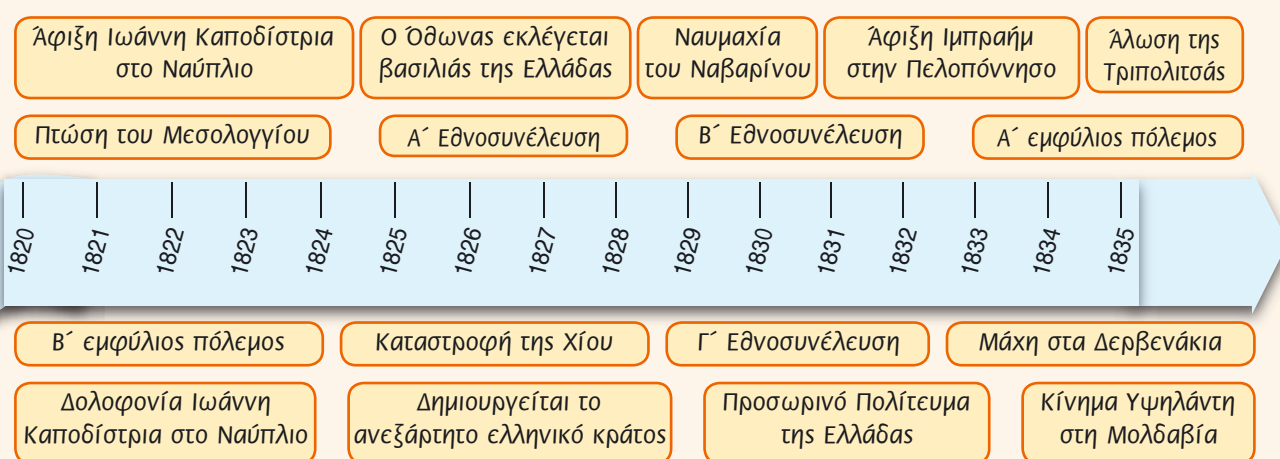 Άφιξη Ιωάννη Καποδίστρια
στο Ναύπλιο
Ο Όθωνας εκλέγεται
βασιλιάς της Ελλάδας
Ναυμαχία
του Ναβαρίνου
Άφιξη Ιμπραήμ
στην Πελοπόννησο
Άλωση της
Τριπολιτσάς
Πτώση του Μεσολογγίου
Α΄ Εθνοσυνέλευση
Β΄ Εθνοσυνέλευση
Α΄ εμφύλιος πόλεμος
1820
1821
1822
1823
1824
1825
1826
1827
1828
1829
1830
1831
1832
1833
1834
1835
Β΄ εμφύλιος πόλεμος
Καταστροφή της Χίου
Γ΄ Εθνοσυνέλευση
Μάχη στα Δερβενάκια
Δολοφονία Ιωάννη
Καποδίστρια στο Ναύπλιο
Δημιουργείται το
ανεξάρτητο ελληνικό κράτος
Προσωρινό Πολίτευμα
της Ελλάδας
Κίνημα Υψηλάντη
στη Μολδαβία